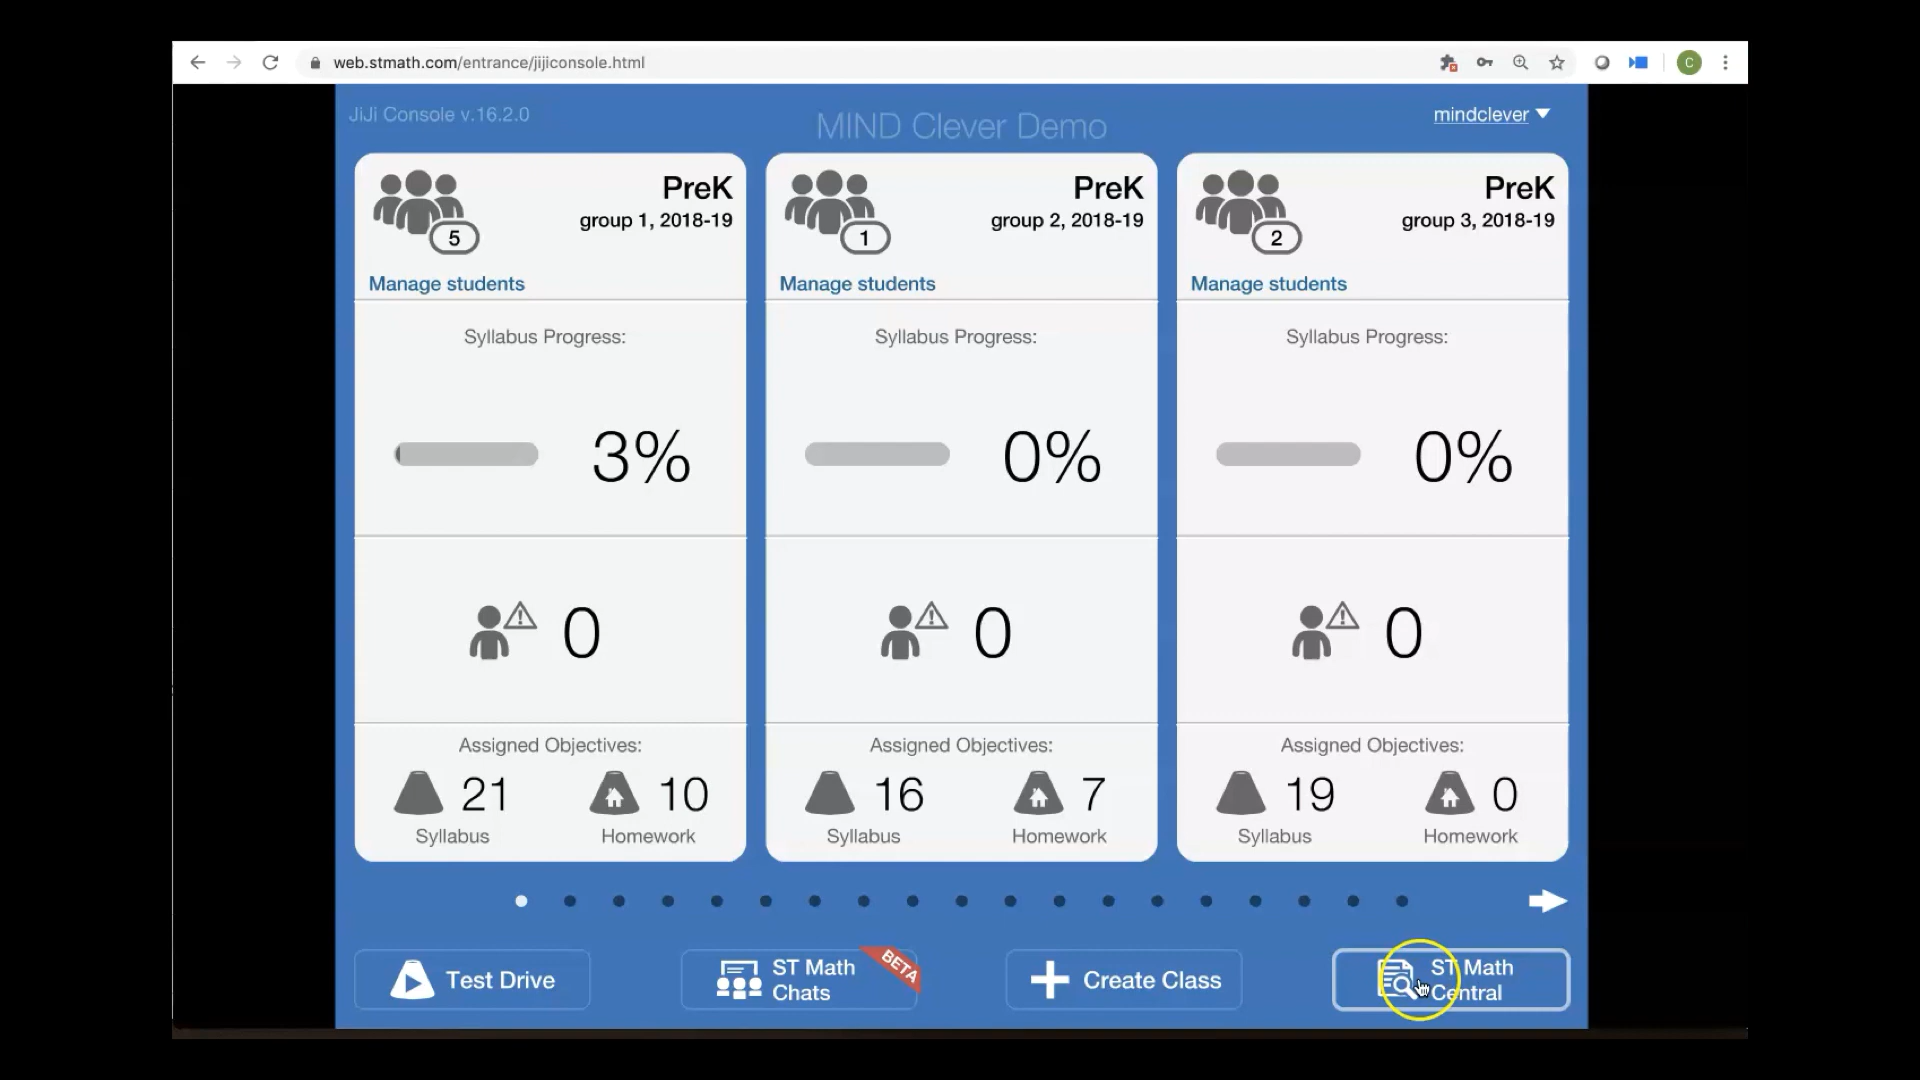 web.stmath.com/entrance/jijiconsole.html
C
JiJi Console v.16.2.0
MIND Clever Demo
mindclever
PreK
group 1, 2018-19
5
Manage students
Syllabus Progress:
3%
0
Assigned Objectives:
21
10
Syllabus
Homework
PreK
group 2, 2018-19
1
Manage students
Syllabus Progress:
0%
0
Assigned Objectives:
16
7
Syllabus
Homework
PreK
group 3, 2018-19
2
Manage students
Syllabus Progress:
0%
0
Assigned Objectives:
19
0
Syllabus
Homework
Test Drive
ST Math
Chats
BETA
Create Class
ST Math
Central